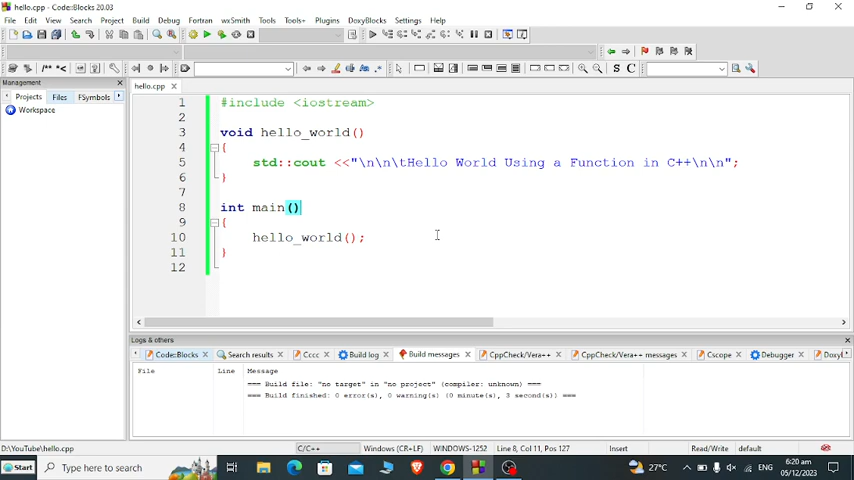 hello.cpp - Code::Blocks 20.03
File Edit View Search Project Build Debug Fortran wxSmith Tools Tools+ Plugins DoxyBlocks Settings Help
/** *< 
S C
Management
Projects Files FSymbols
Workspace
hello.cpp
1 #include <iostream>
2
3 void hello_world()
4 {
5 std::cout <<"\n\n\tHello World Using a Function in C++\n\n";
6 }
7
8 int main()
9 {
10 hello_world();
11 }
12
Logs & others
Code::Blocks Search results Cccc Build log Build messages CppCheck/Vera++ CppCheck/Vera++ messages Cscope Debugger
File Line Message
=== Build file: "no target" in "no project" (compiler: unknown) ===
=== Build finished: 0 error(s), 0 warning(s) (0 minute(s), 3 second(s)) ===
D:\YouTube\hello.cpp C/C++ Windows (CR+LF) WINDOWS-1252 Line 8, Col 11, Pos 127 Insert Read/Write default
Start Type here to search 27°C ENG 6:20 am
05/12/2023